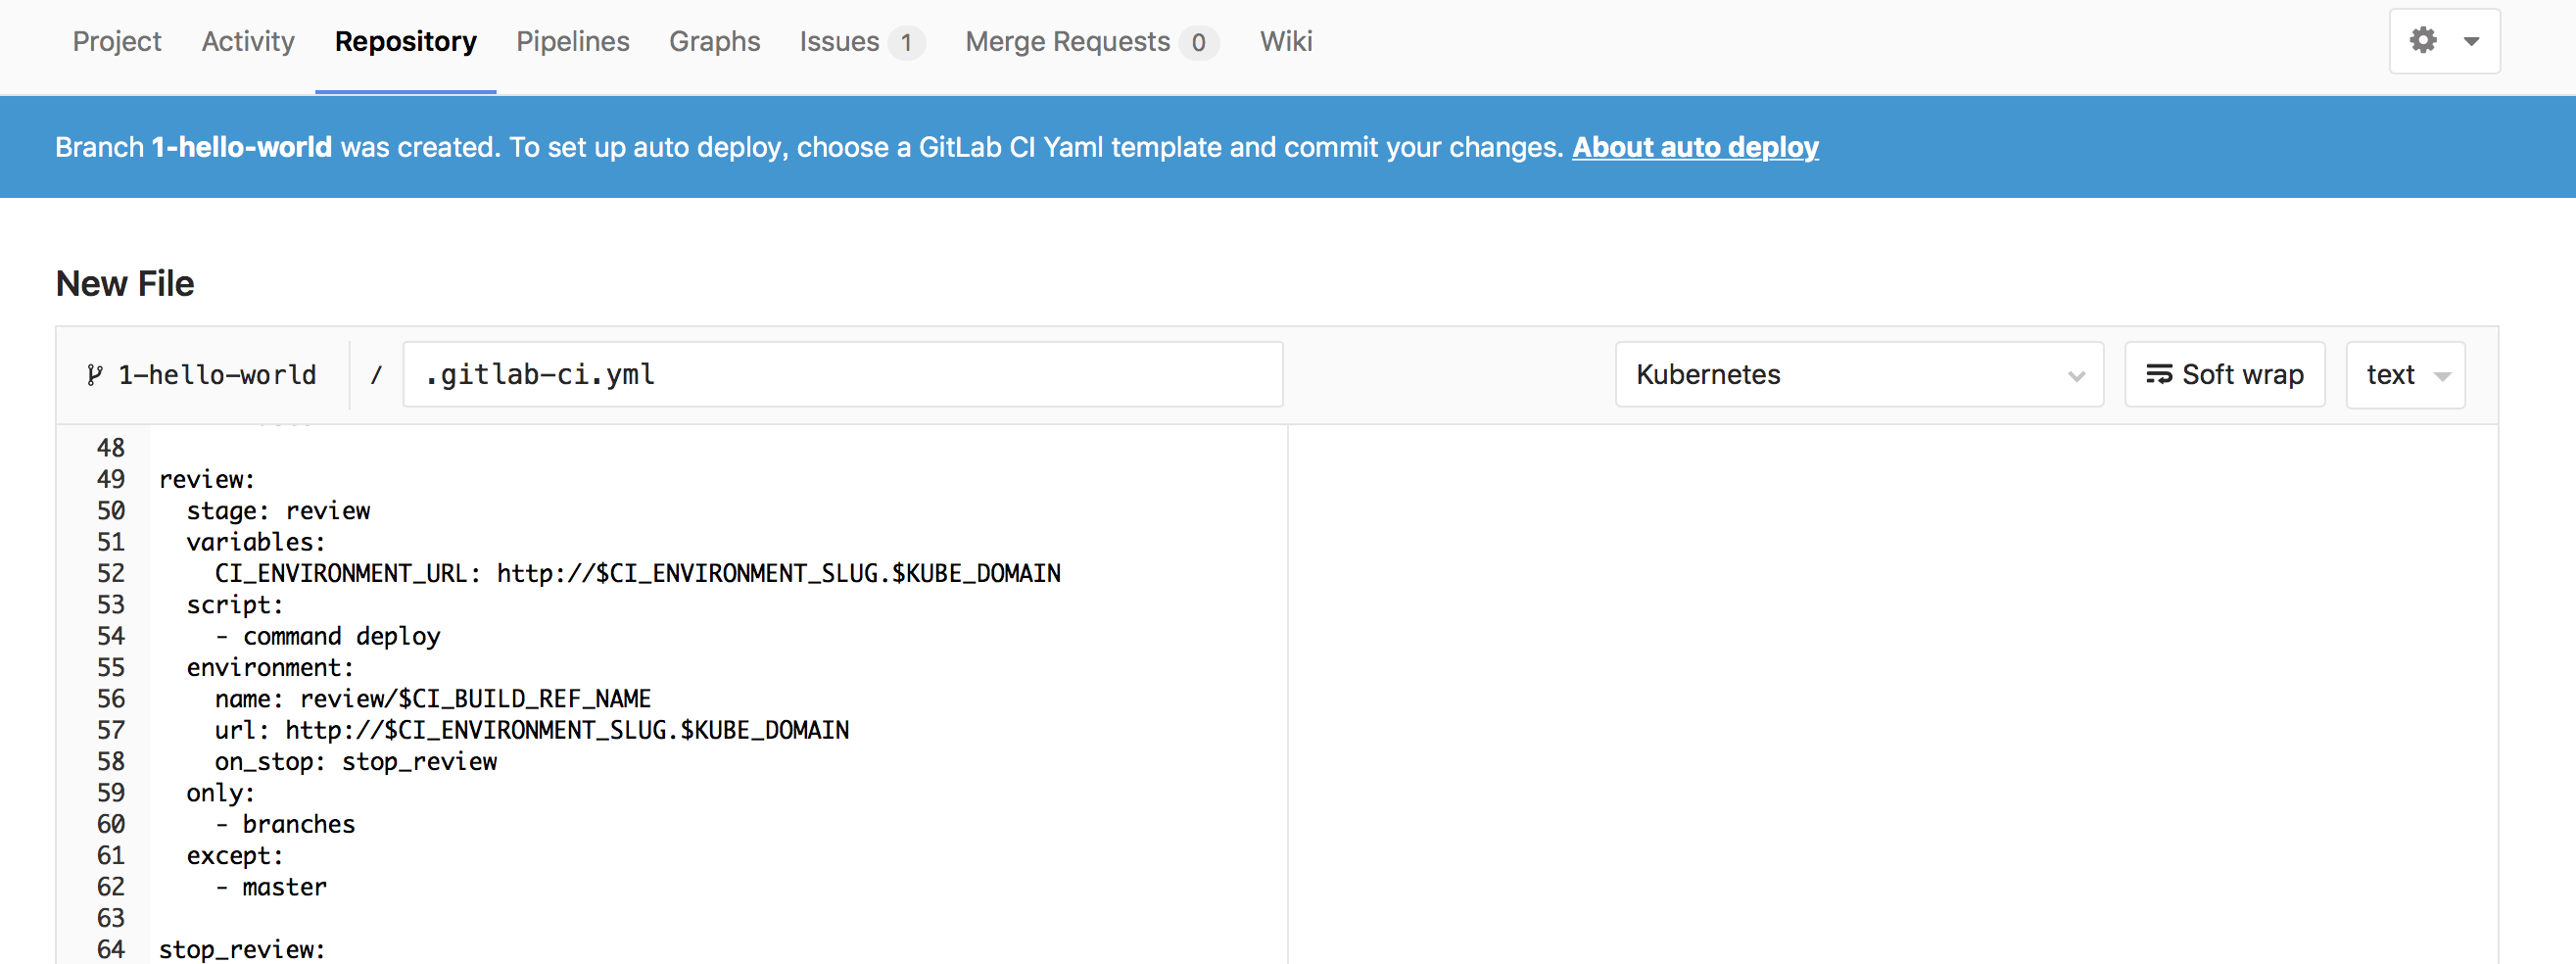 Project Activity Repository Pipelines Graphs Issues 1 Merge Requests 0 Wiki
Branch 1-hello-world was created. To set up auto deploy, choose a GitLab CI Yaml template and commit your changes. About auto deploy
New File
1-hello-world / .gitlab-ci.yml Kubernetes Soft wrap text
48
49 review:
50   stage: review
51   variables:
52     CI_ENVIRONMENT_URL: http://$CI_ENVIRONMENT_SLUG.$KUBE_DOMAIN
53   script:
54     - command deploy
55   environment:
56     name: review/$CI_BUILD_REF_NAME
57     url: http://$CI_ENVIRONMENT_SLUG.$KUBE_DOMAIN
58     on_stop: stop_review
59   only:
60     - branches
61   except:
62     - master
63
64 stop_review: